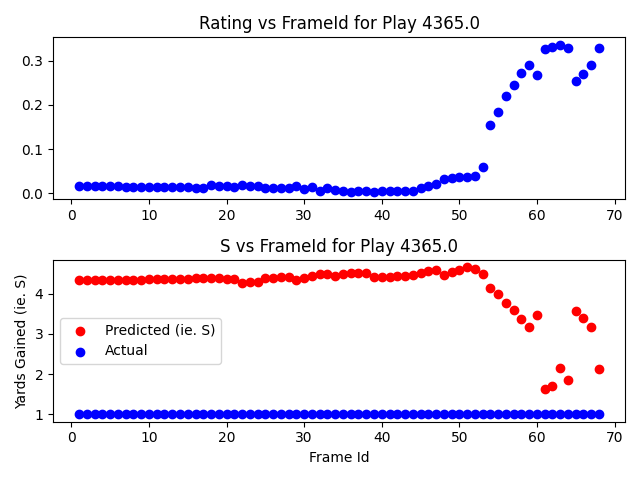 Rating vs FrameId for Play 4365.0
0.3
0.2
0.1
0.0
0 10 20 30 40 50 60 70
S vs FrameId for Play 4365.0
Yards Gained (ie. S)
4
3
2
1
Predicted (ie. S)
Actual
0 10 20 30 40 50 60 70
Frame Id